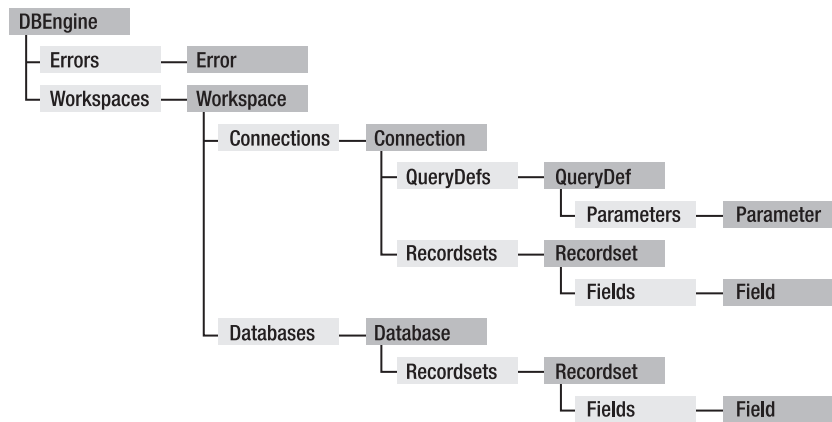 DBEngine
Errors Error
Workspaces Workspace
Connections Connection
QueryDefs QueryDef
Parameters Parameter
Recordsets Recordset
Fields Field
Databases Database
Recordsets Recordset
Fields Field